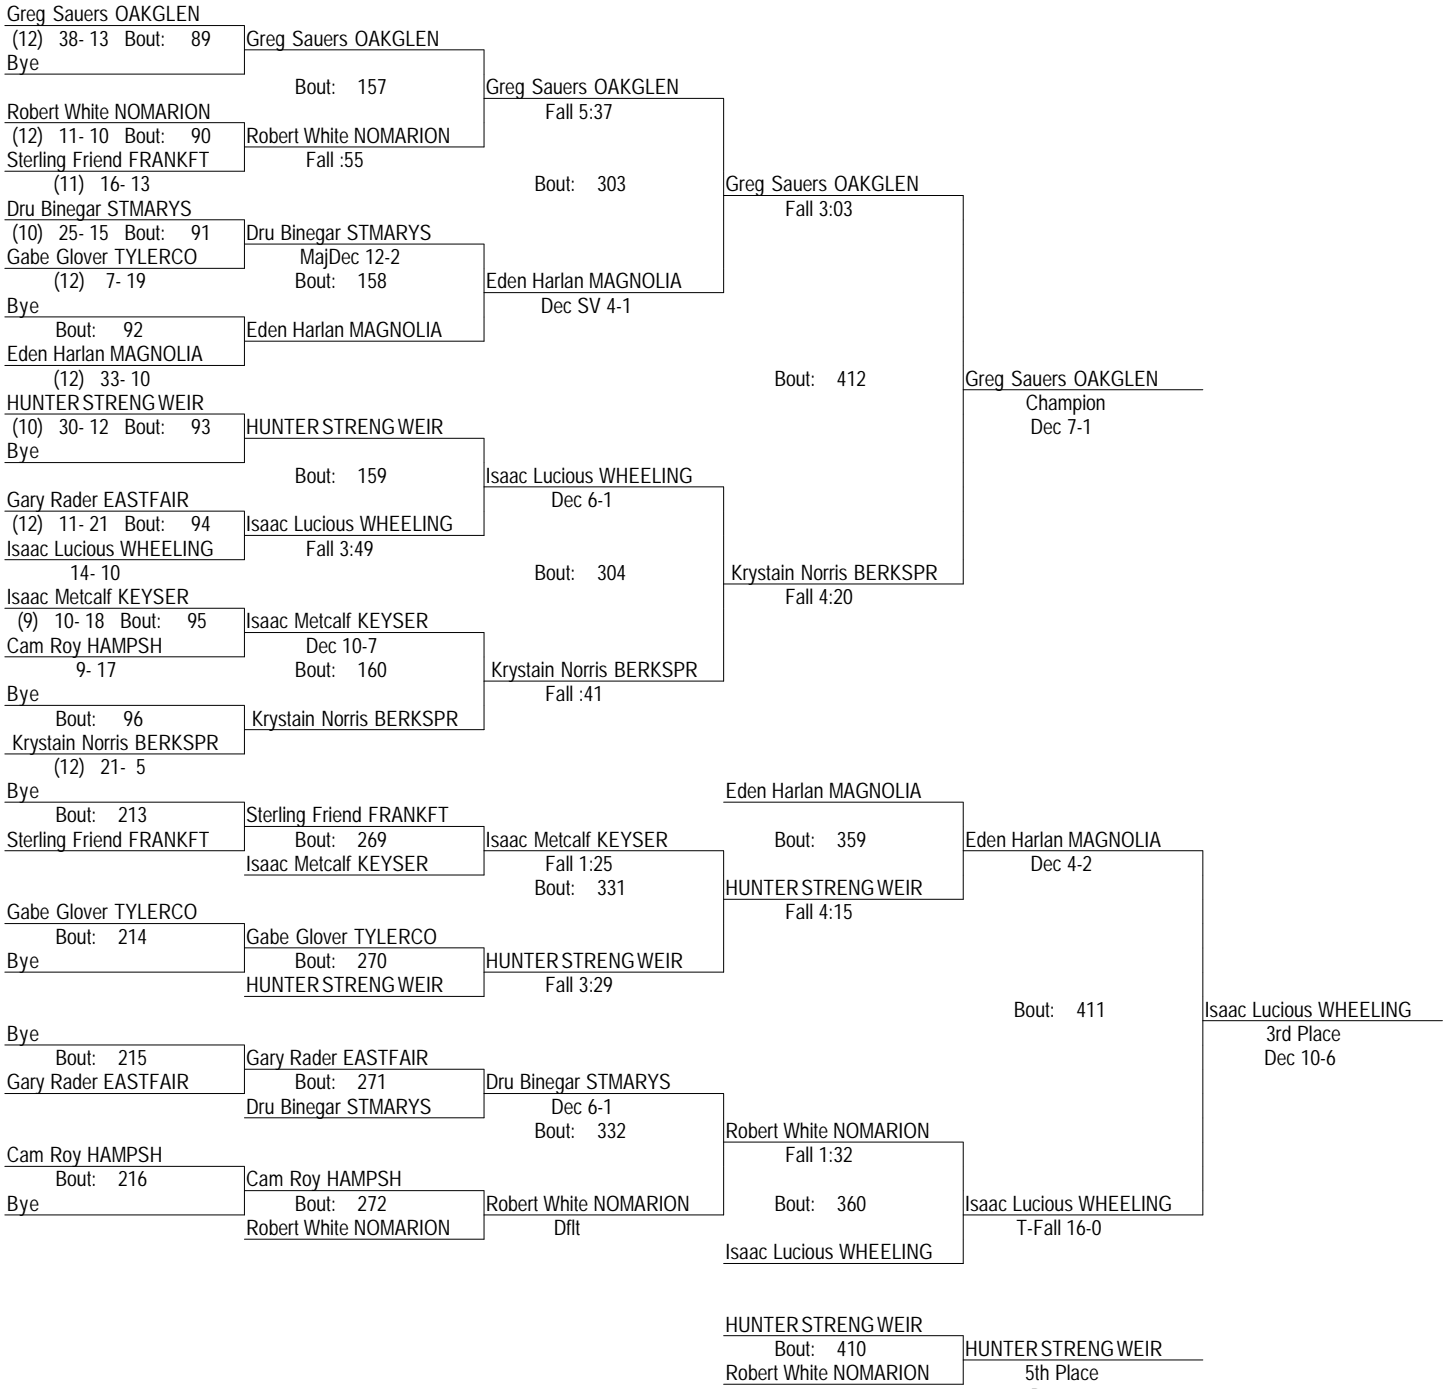 Greg Sauers OAKGLEN
(12) 38- 13 Bout: 89 Greg Sauers OAKGLEN
Bye
Bout: 157 Greg Sauers OAKGLEN
Robert White NOMARION Fall 5:37
(12) 11- 10 Bout: 90 Robert White NOMARION
Sterling Friend FRANKFT Fall :55
(11) 16- 13 Bout: 303 Greg Sauers OAKGLEN
Dru Binegar STMARYS Fall 3:03
(10) 25- 15 Bout: 91 Dru Binegar STMARYS
Gabe Glover TYLERCO MajDec 12-2
(12) 7- 19 Bout: 158 Eden Harlan MAGNOLIA
Bye Dec SV 4-1
Bout: 92 Eden Harlan MAGNOLIA
Eden Harlan MAGNOLIA
(12) 33- 10 Bout: 412 Greg Sauers OAKGLEN
HUNTER STRENG WEIR Champion
(10) 30- 12 Bout: 93 HUNTER STRENG WEIR Dec 7-1
Bye
Bout: 159 Isaac Lucious WHEELING
Gary Rader EASTFAIR Dec 6-1
(12) 11- 21 Bout: 94 Isaac Lucious WHEELING
Isaac Lucious WHEELING Fall 3:49
14- 10 Bout: 304 Krystain Norris BERKSPR
Isaac Metcalf KEYSER Fall 4:20
(9) 10- 18 Bout: 95 Isaac Metcalf KEYSER
Cam Roy HAMPSH Dec 10-7
9- 17 Bout: 160 Krystain Norris BERKSPR
Bye Fall :41
Bout: 96 Krystain Norris BERKSPR
Krystain Norris BERKSPR
(12) 21- 5
Bye Eden Harlan MAGNOLIA
Bout: 213 Sterling Friend FRANKFT
Sterling Friend FRANKFT Bout: 269 Isaac Metcalf KEYSER Bout: 359 Eden Harlan MAGNOLIA
Isaac Metcalf KEYSER Fall 1:25 Dec 4-2
Bout: 331 HUNTER STRENG WEIR
Gabe Glover TYLERCO Fall 4:15
Bout: 214 Gabe Glover TYLERCO
Bye Bout: 270 HUNTER STRENG WEIR
HUNTER STRENG WEIR Fall 3:29
Bout: 411 Isaac Lucious WHEELING
Bye 3rd Place
Bout: 215 Gary Rader EASTFAIR Dec 10-6
Gary Rader EASTFAIR Bout: 271 Dru Binegar STMARYS
Dru Binegar STMARYS Dec 6-1
Bout: 332 Robert White NOMARION
Cam Roy HAMPSH Fall 1:32
Bout: 216 Cam Roy HAMPSH
Bye Bout: 272 Robert White NOMARION Bout: 360 Isaac Lucious WHEELING
Robert White NOMARION Dflt T-Fall 16-0
Isaac Lucious WHEELING
HUNTER STRENG WEIR
Bout: 410 HUNTER STRENG WEIR
Robert White NOMARION 5th Place